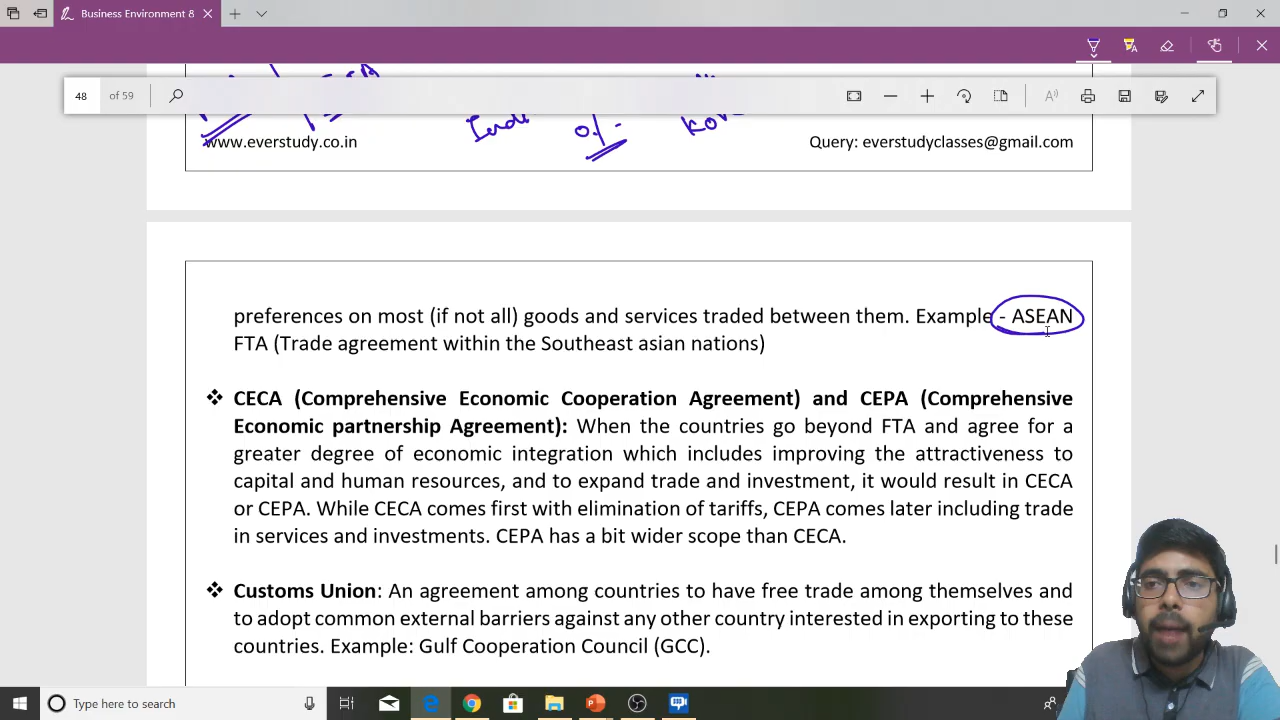 Business Environment 8
48 of 59
www.everstudy.co.in
Query: everstudyclasses@gmail.com
preferences on most (if not all) goods and services traded between them. Example - ASEAN
FTA (Trade agreement within the Southeast asian nations)
❖ CECA (Comprehensive Economic Cooperation Agreement) and CEPA (Comprehensive
Economic partnership Agreement): When the countries go beyond FTA and agree for a
greater degree of economic integration which includes improving the attractiveness to
capital and human resources, and to expand trade and investment, it would result in CECA
or CEPA. While CECA comes first with elimination of tariffs, CEPA comes later including trade
in services and investments. CEPA has a bit wider scope than CECA.
❖ Customs Union: An agreement among countries to have free trade among themselves and
to adopt common external barriers against any other country interested in exporting to these
countries. Example: Gulf Cooperation Council (GCC).
Type here to search